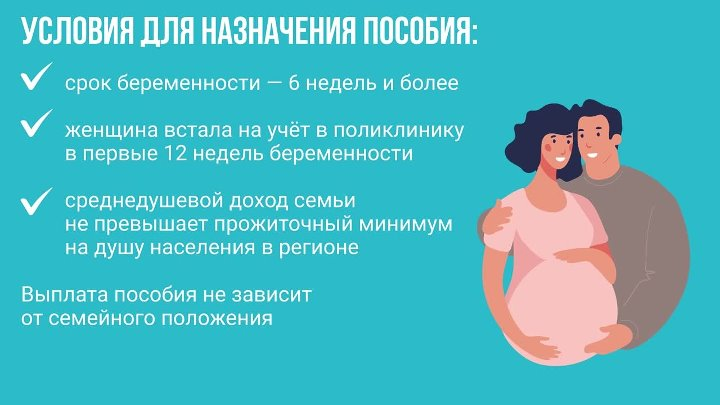 УСЛОВИЯ ДЛЯ НАЗНАЧЕНИЯ ПОСОБИЯ:
срок беременности — 6 недель и более
женщина встала на учёт в поликлинику
в первые 12 недель беременности
среднедушевой доход семьи
не превышает прожиточный минимум
на душу населения в регионе
Выплата пособия не зависит
от семейного положения